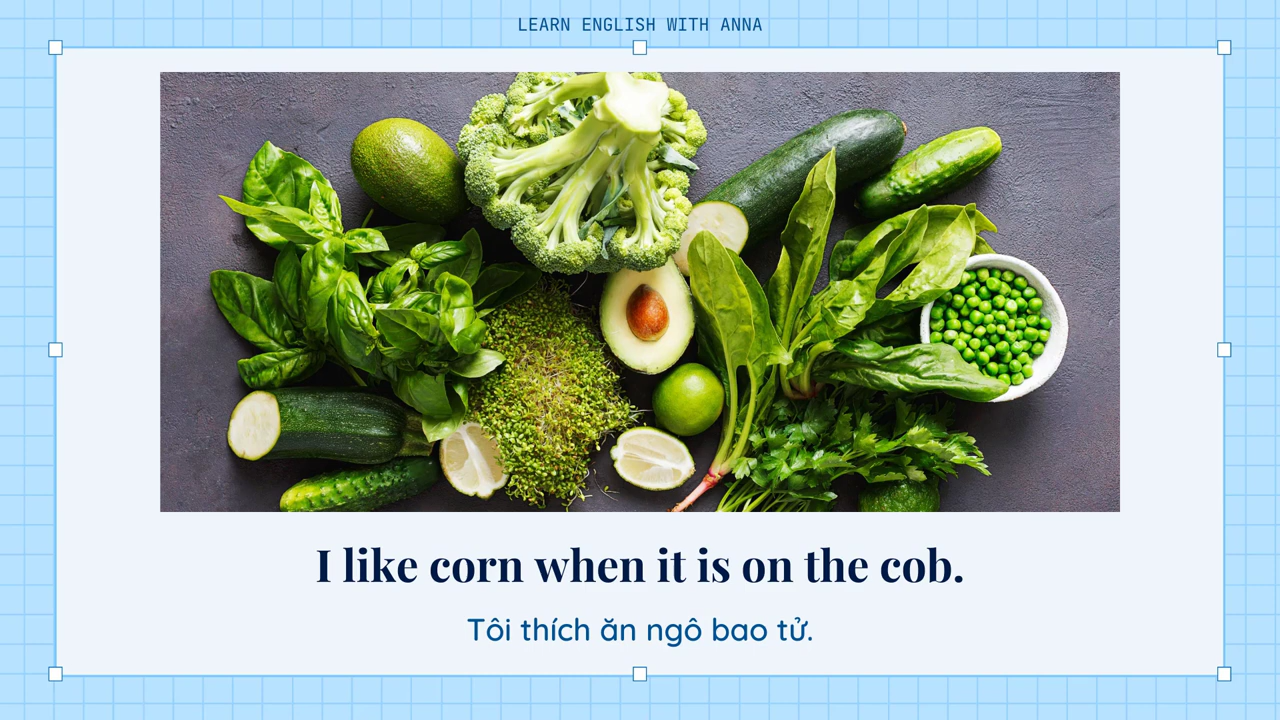 LEARN ENGLISH WITH ANNA
I like corn when it is on the cob.
Tôi thích ăn ngô bao tử.